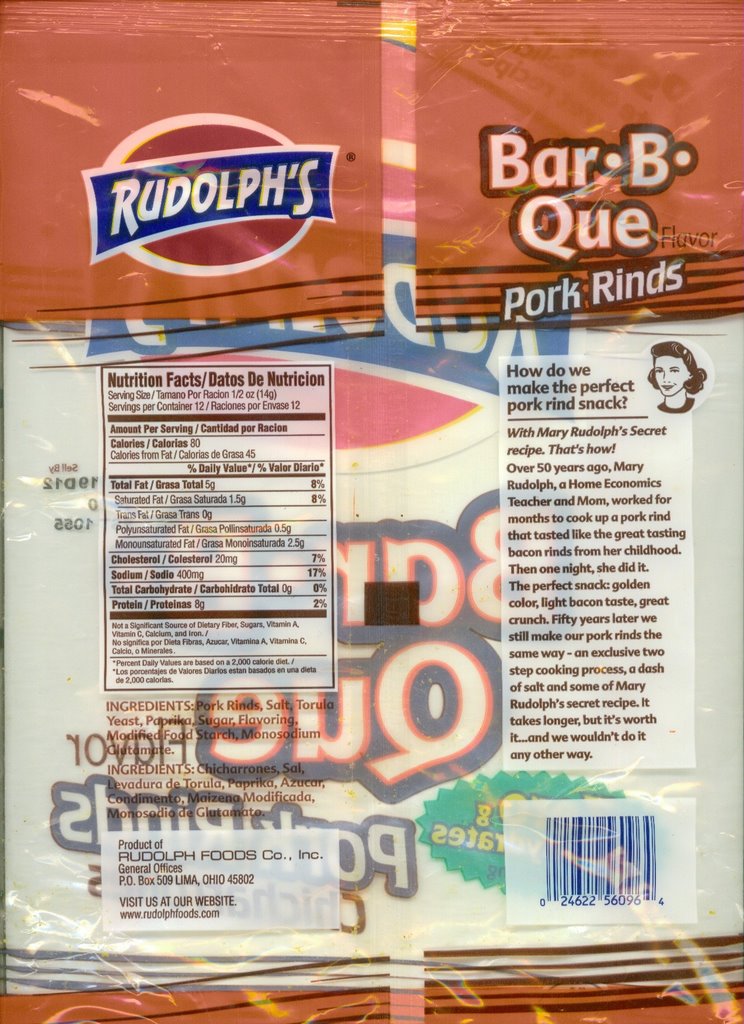 RUDOLPH'S ®
Bar·B·
Que Flavor
Pork Rinds
Nutrition Facts/Datos De Nutricion
Serving Size/Tamano Por Racion 1/2 oz (14g)
Servings per Container 12 / Raciones por Envase 12
Amount Per Serving / Cantidad por Racion
Calories / Calorias 80
Calories from Fat / Calorias de Grasa 45
% Daily Value*/% Valor Diario*
Total Fat / Grasa Total 5g 8%
Saturated Fat / Grasa Saturada 1.5g 8%
Trans Fat / Grasa Trans 0g
Polyunsaturated Fat / Grasa Pollinsaturada 0.5g
Monounsaturated Fat / Grasa Monoinsaturada 2.5g
Cholesterol / Colesterol 20mg 7%
Sodium / Sodio 400mg 17%
Total Carbohydrate / Carbohidrato Total 0g 0%
Protein / Proteinas 8g 2%
Not a Significant Source of Dietary Fiber, Sugars, Vitamin A,
Vitamin C, Calcium, and Iron. /
No significa por Dieta Fibras, Azucar, Vitamina A, Vitamina C,
Calcio, o Minerales.
*Percent Daily Values are based on a 2,000 calorie diet. /
*Los porcentajes de Valores Diarios estan basados en una dieta
de 2,000 calorias.
INGREDIENTS: Pork Rinds, Salt, Torula
Yeast, Paprika, Sugar, Flavoring,
Modified Food Starch, Monosodium
Glutamate.
INGREDIENTS: Chicharrones, Sal,
Levadura de Torula, Paprika, Azucar,
Condimento, Maizena Modificada,
Monosodio de Glutamato.
Product of
RUDOLPH FOODS Co., Inc.
General Offices
P.O. Box 509 LIMA, OHIO 45802
VISIT US AT OUR WEBSITE.
www.rudolphfoods.com
How do we
make the perfect
pork rind snack?
With Mary Rudolph's Secret
recipe. That's how!
Over 50 years ago, Mary
Rudolph, a Home Economics
Teacher and Mom, worked for
months to cook up a pork rind
that tasted like the great tasting
bacon rinds from her childhood.
Then one night, she did it.
The perfect snack: golden
color, light bacon taste, great
crunch. Fifty years later we
still make our pork rinds the
same way - an exclusive two
step cooking process, a dash
of salt and some of Mary
Rudolph's secret recipe. It
takes longer, but it's worth
it...and we wouldn't do it
any other way.
0 24622 56096 4
Sell By
19D12
0
1055
Bar
Que
Flavor
Pork Rinds